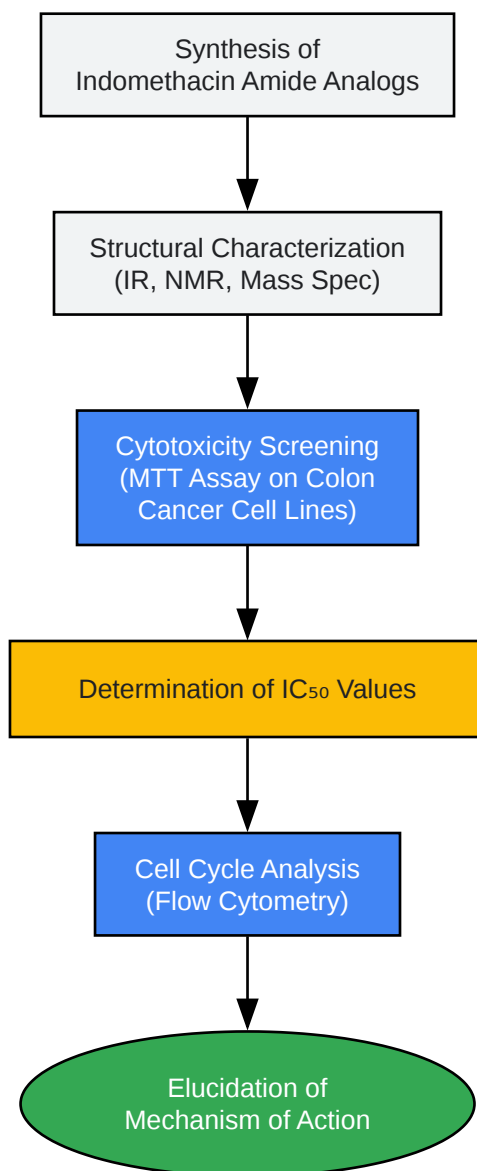 Synthesis of
Indomethacin Amide Analogs
Structural Characterization
(IR, NMR, Mass Spec)
Cytotoxicity Screening
(MTT Assay on Colon
Cancer Cell Lines)
Determination of IC₅₀ Values
Cell Cycle Analysis
(Flow Cytometry)
Elucidation of
Mechanism of Action